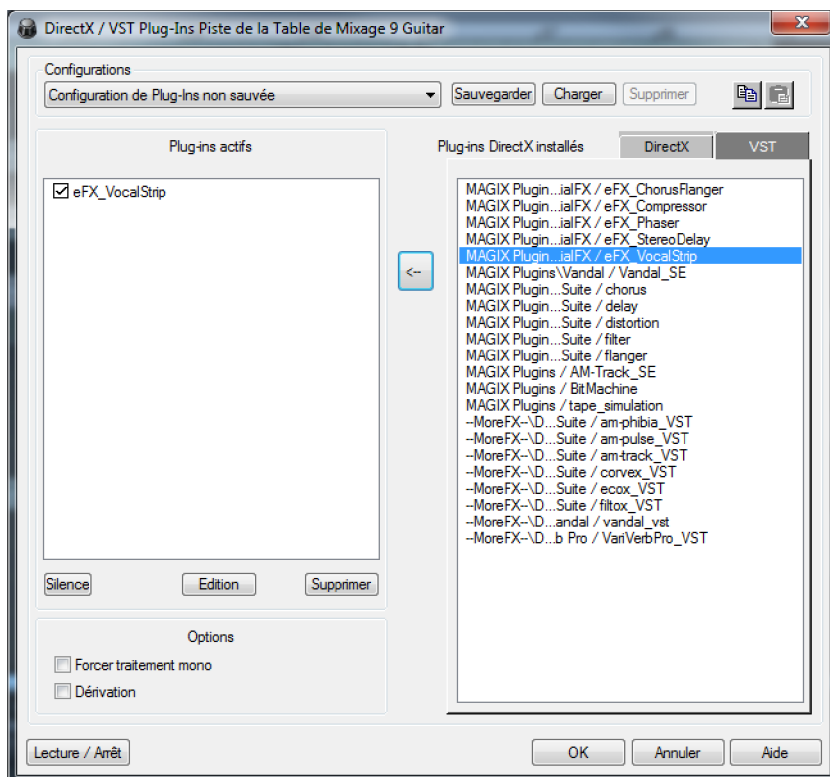 DirectX / VST Plug-Ins Piste de la Table de Mixage 9 Guitar
Configurations
Configuration de Plug-Ins non sauvée
Sauvegarder
Charger
Supprimer
Plug-ins actifs
eFX_VocalStrip
Silence
Edition
Supprimer
Options
Forcer traitement mono
Dérivation
<--
Plug-ins DirectX installés
DirectX
VST
MAGIX Plugin...ialFX / eFX_ChorusFlanger
MAGIX Plugin...ialFX / eFX_Compressor
MAGIX Plugin...ialFX / eFX_Phaser
MAGIX Plugin...ialFX / eFX_StereoDelay
MAGIX Plugin...ialFX / eFX_VocalStrip
MAGIX Plugins\Vandal / Vandal_SE
MAGIX Plugin...Suite / chorus
MAGIX Plugin...Suite / delay
MAGIX Plugin...Suite / distortion
MAGIX Plugin...Suite / filter
MAGIX Plugin...Suite / flanger
MAGIX Plugins / AM-Track_SE
MAGIX Plugins / BitMachine
MAGIX Plugins / tape_simulation
--MoreFX--\D...Suite / am-phibia_VST
--MoreFX--\D...Suite / am-pulse_VST
--MoreFX--\D...Suite / am-track_VST
--MoreFX--\D...Suite / corvex_VST
--MoreFX--\D...Suite / ecox_VST
--MoreFX--\D...Suite / filtox_VST
--MoreFX--\D...andal / vandal_vst
--MoreFX--\D...b Pro / VariVerbPro_VST
Lecture / Arrêt
OK
Annuler
Aide